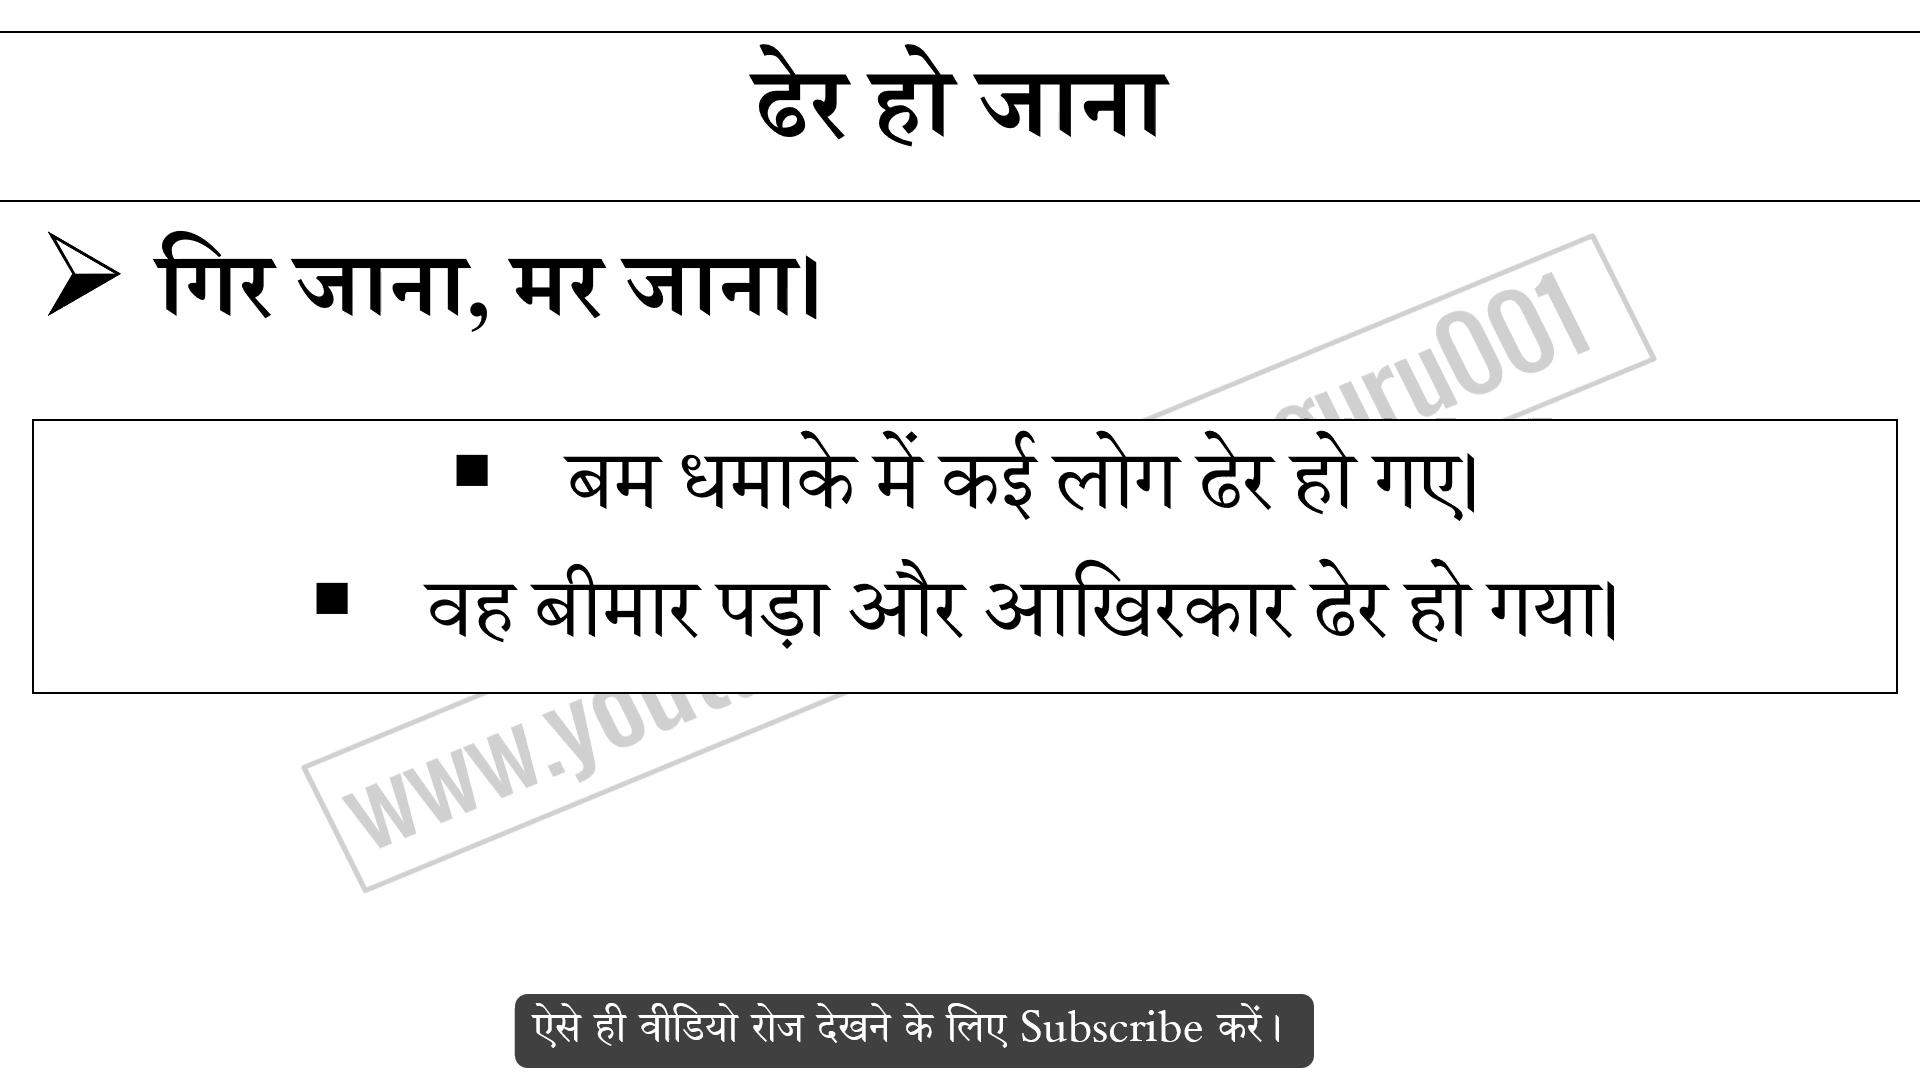 ढेर हो जाना
गिर जाना, मर जाना।
बम धमाके में कई लोग ढेर हो गए।
वह बीमार पड़ा और आखिरकार ढेर हो गया।
ऐसे ही वीडियो रोज देखने के लिए Subscribe करें।